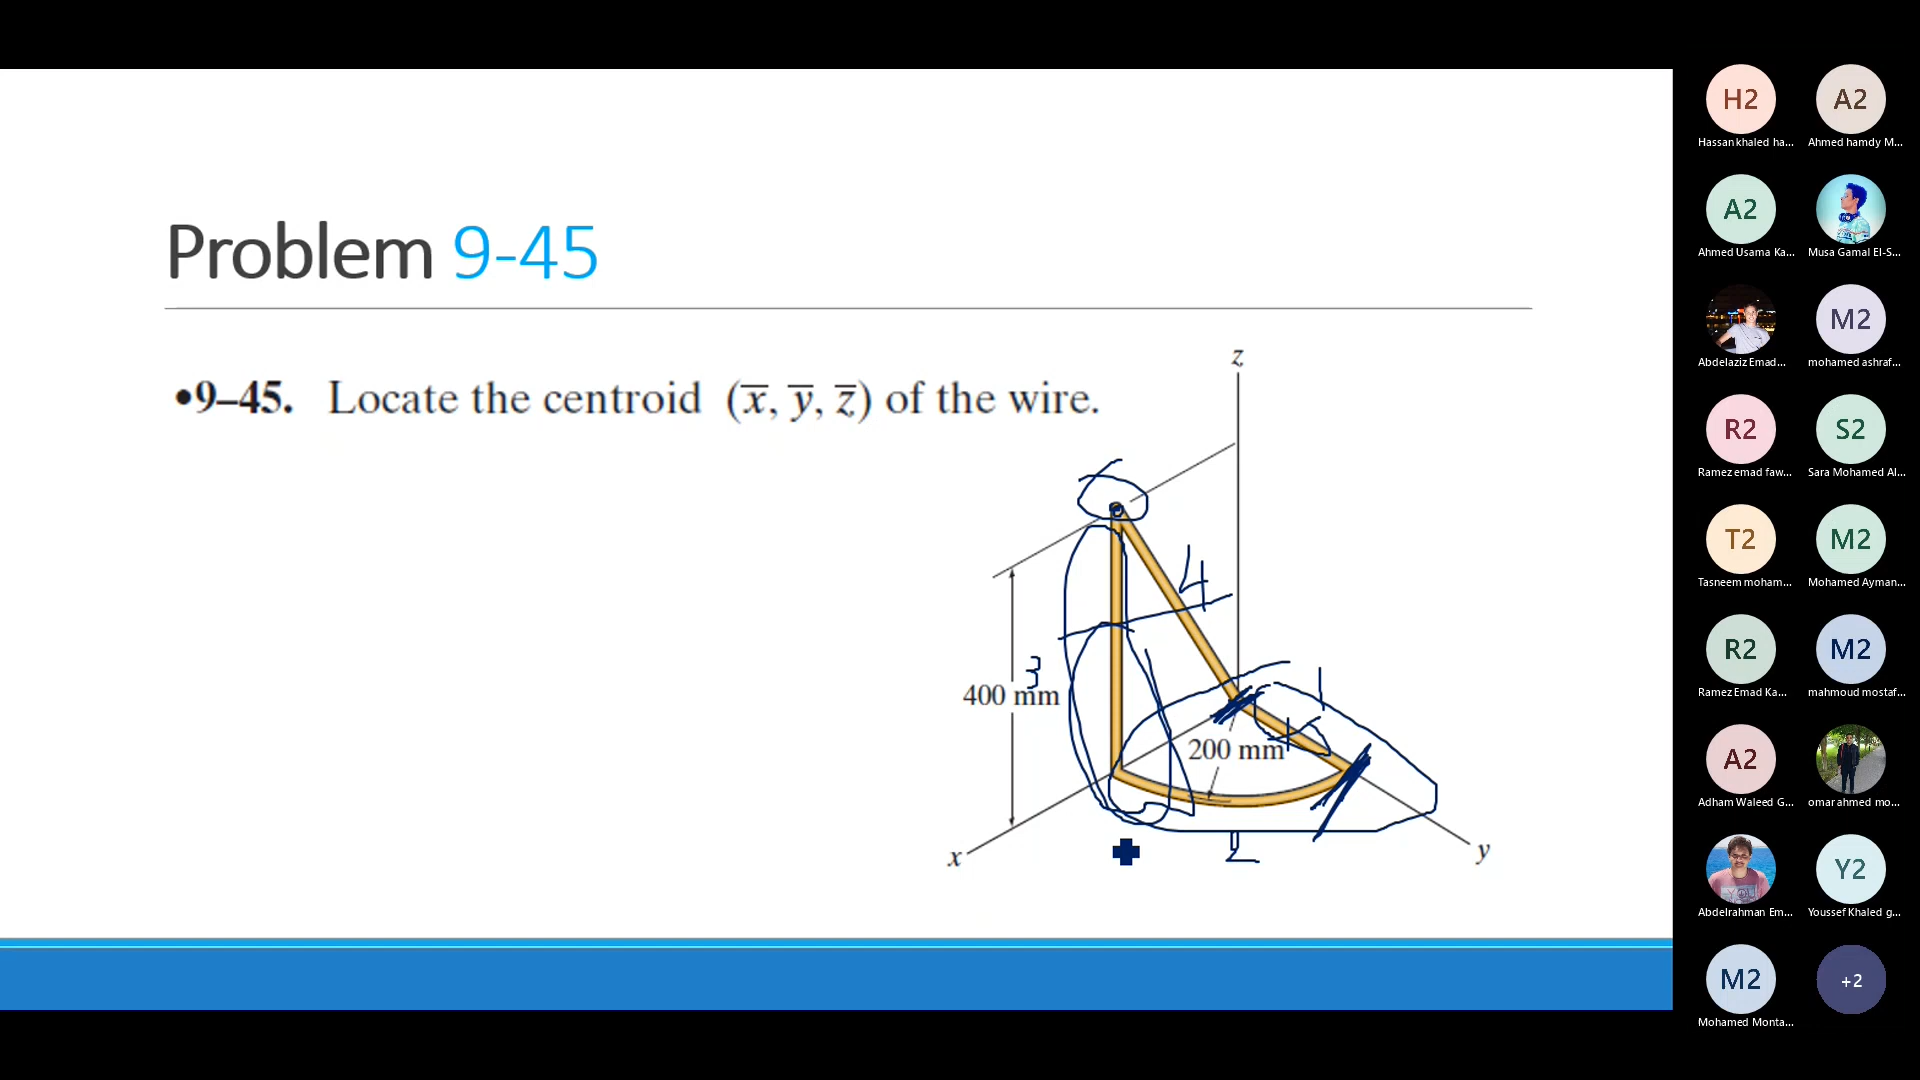 Problem 9-45
•9–45. Locate the centroid (x̅, y̅, z̅) of the wire.
z
4
3
1
400 mm
200 mm
x
y
2
H2
A2
Hassan khaled ha...
Ahmed hamdy M...
A2
Ahmed Usama Ka...
Musa Gamal El-S...
M2
Abdelaziz Emad...
mohamed ashraf...
R2
S2
Ramez emad faw...
Sara Mohamed Al...
T2
M2
Tasneem moham...
Mohamed Ayman...
R2
M2
Ramez Emad Ka...
mahmoud mostaf...
A2
Adham Waleed G...
omar ahmed mo...
Y2
Abdelrahman Em...
Youssef Khaled g...
M2
+2
Mohamed Monta...